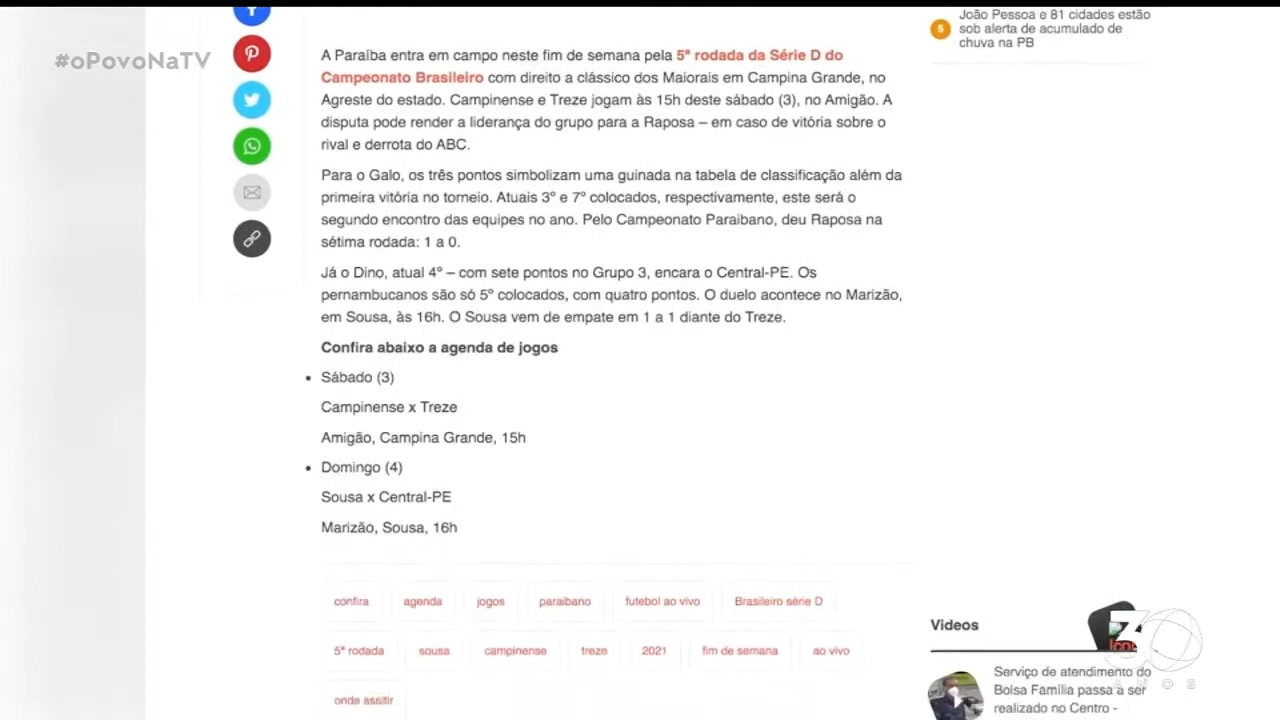 #oPovoNaTV
A Paraíba entra em campo neste fim de semana pela 5ª rodada da Série D do
Campeonato Brasileiro com direito a clássico dos Maiorais em Campina Grande, no
Agreste do estado. Campinense e Treze jogam às 15h deste sábado (3), no Amigão. A
disputa pode render a liderança do grupo para a Raposa – em caso de vitória sobre o
rival e derrota do ABC.
Para o Galo, os três pontos simbolizam uma guinada na tabela de classificação além da
primeira vitória no torneio. Atuais 3º e 7º colocados, respectivamente, este será o
segundo encontro das equipes no ano. Pelo Campeonato Paraibano, deu Raposa na
sétima rodada: 1 a 0.
Já o Dino, atual 4º – com sete pontos no Grupo 3, encara o Central-PE. Os
pernambucanos são só 5º colocados, com quatro pontos. O duelo acontece no Marizão,
em Sousa, às 16h. O Sousa vem de empate em 1 a 1 diante do Treze.
Confira abaixo a agenda de jogos
• Sábado (3)
Campinense x Treze
Amigão, Campina Grande, 15h
• Domingo (4)
Sousa x Central-PE
Marizão, Sousa, 16h
confira agenda jogos paraibano futebol ao vivo Brasileiro série D
5ª rodada sousa campinense treze 2021 fim de semana ao vivo
onde assitir
5
João Pessoa e 81 cidades estão
sob alerta de acumulado de
chuva na PB
Videos
30
ANOS
Serviço de atendimento do
Bolsa Família passa a ser
realizado no Centro -